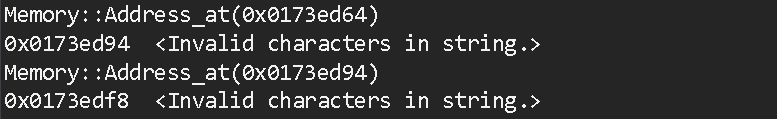 Memory::Address_at(0x0173ed64)
0x0173ed94  <Invalid characters in string.>
Memory::Address_at(0x0173ed94)
0x0173edf8  <Invalid characters in string.>